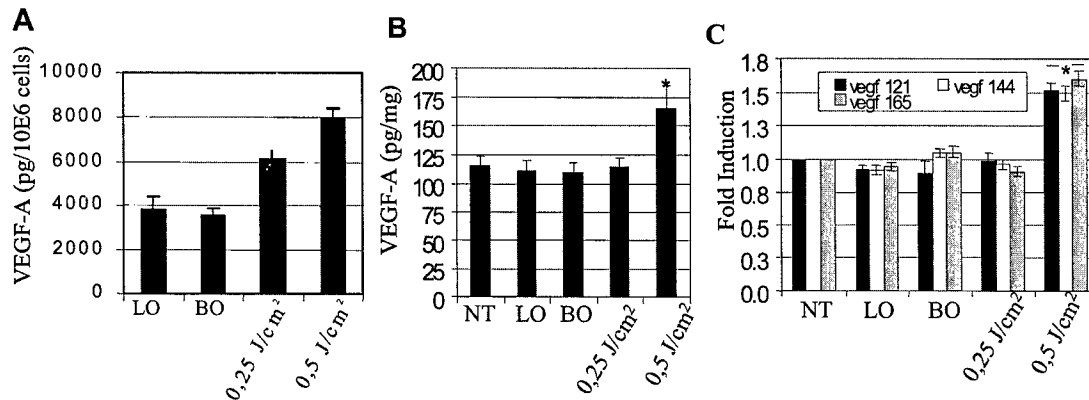 A
VEGF-A (pg/10E6 cells)
10000
8000
6000
4000
2000
0
LO
BO
0,25 J/cm²
0,5 J/cm²
B
VEGF-A (pg/mg)
200
175
150
125
100
75
50
25
0
*
NT
LO
BO
0,25 J/cm²
0,5 J/cm²
C
Fold Induction
1.8
1.5
1.3
1.0
0.8
0.5
0.3
0.0
vegf 121
vegf 144
vegf 165
*
NT
LO
BO
0,25 J/cm²
0,5 J/cm²